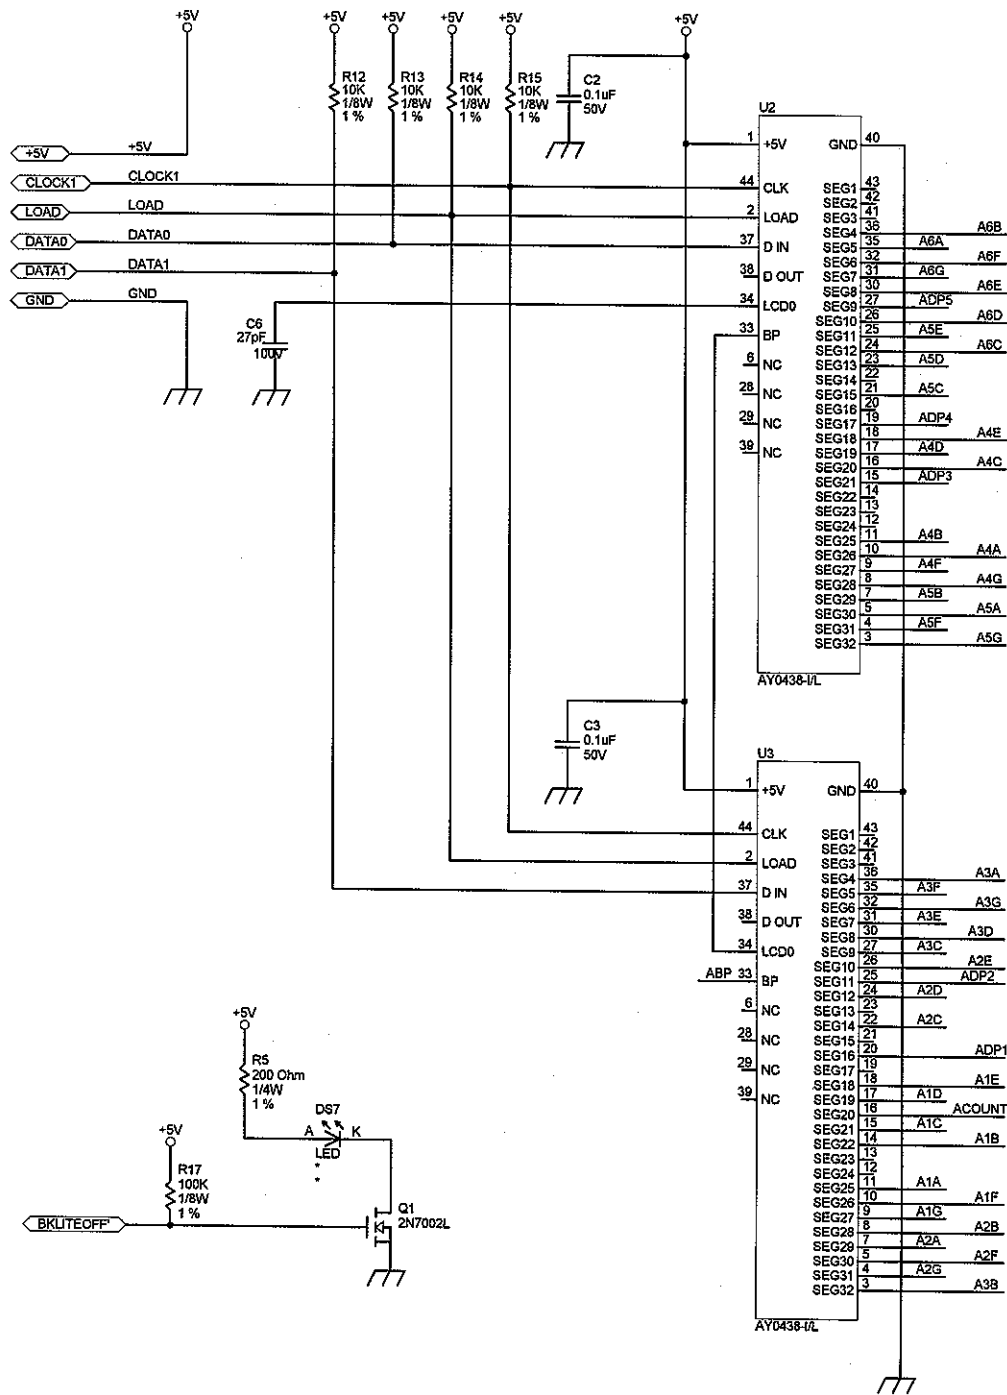 +5V
+5V
+5V
+5V
+5V
+5V
R12
10K
1/8W
1 %
R13
10K
1/8W
1 %
R14
10K
1/8W
1 %
R15
10K
1/8W
1 %
C2
0.1uF
50V
+5V +5V
CLOCK1 CLOCK1
LOAD LOAD
DATA0 DATA0
DATA1 DATA1
GND GND
C6
27pF
100V
U2
1 +5V GND 40
44 CLK SEG1 43
SEG2 42
2 LOAD SEG3 41
SEG4 36 A6B
37 D IN SEG5 35 A6A
SEG6 32 A6F
38 D OUT SEG7 31 A6G
SEG8 30 A6E
34 LCD0 SEG9 27 ADP5
SEG10 26 A6D
33 BP SEG11 25 A5E
SEG12 24 A6C
6 NC SEG13 23 A5D
SEG14 22
28 NC SEG15 21 A5C
SEG16 20
29 NC SEG17 19 ADP4
SEG18 18 A4E
39 NC SEG19 17 A4D
SEG20 16 A4C
SEG21 15 ADP3
SEG22 14
SEG23 13
SEG24 12
SEG25 11 A4B
SEG26 10 A4A
SEG27 9 A4F
SEG28 8 A4G
SEG29 7 A5B
SEG30 5 A5A
SEG31 4 A5F
SEG32 3 A5G
AY0438-I/L
C3
0.1uF
50V
U3
1 +5V GND 40
44 CLK SEG1 43
SEG2 42
2 LOAD SEG3 41
SEG4 36 A3A
37 D IN SEG5 35 A3F
SEG6 32 A3G
38 D OUT SEG7 31 A3E
SEG8 30 A3D
34 LCD0 SEG9 27 A3C
SEG10 26 A2E
ABP 33 BP SEG11 25 ADP2
SEG12 24 A2D
6 NC SEG13 23
SEG14 22 A2C
28 NC SEG15 21
SEG16 20 ADP1
29 NC SEG17 19
SEG18 18 A1E
39 NC SEG19 17 A1D
SEG20 16 ACOUNT
SEG21 15 A1C
SEG22 14 A1B
SEG23 13
SEG24 12
SEG25 11 A1A
SEG26 10 A1F
SEG27 9 A1G
SEG28 8 A2B
SEG29 7 A2A
SEG30 5 A2F
SEG31 4 A2G
SEG32 3 A3B
AY0438-I/L
+5V
R5
200 Ohm
1/4W
1 %
DS7
A K
LED
*
*
+5V
R17
100K
1/8W
1 %
BKLITEOFF'
Q1
2N7002L